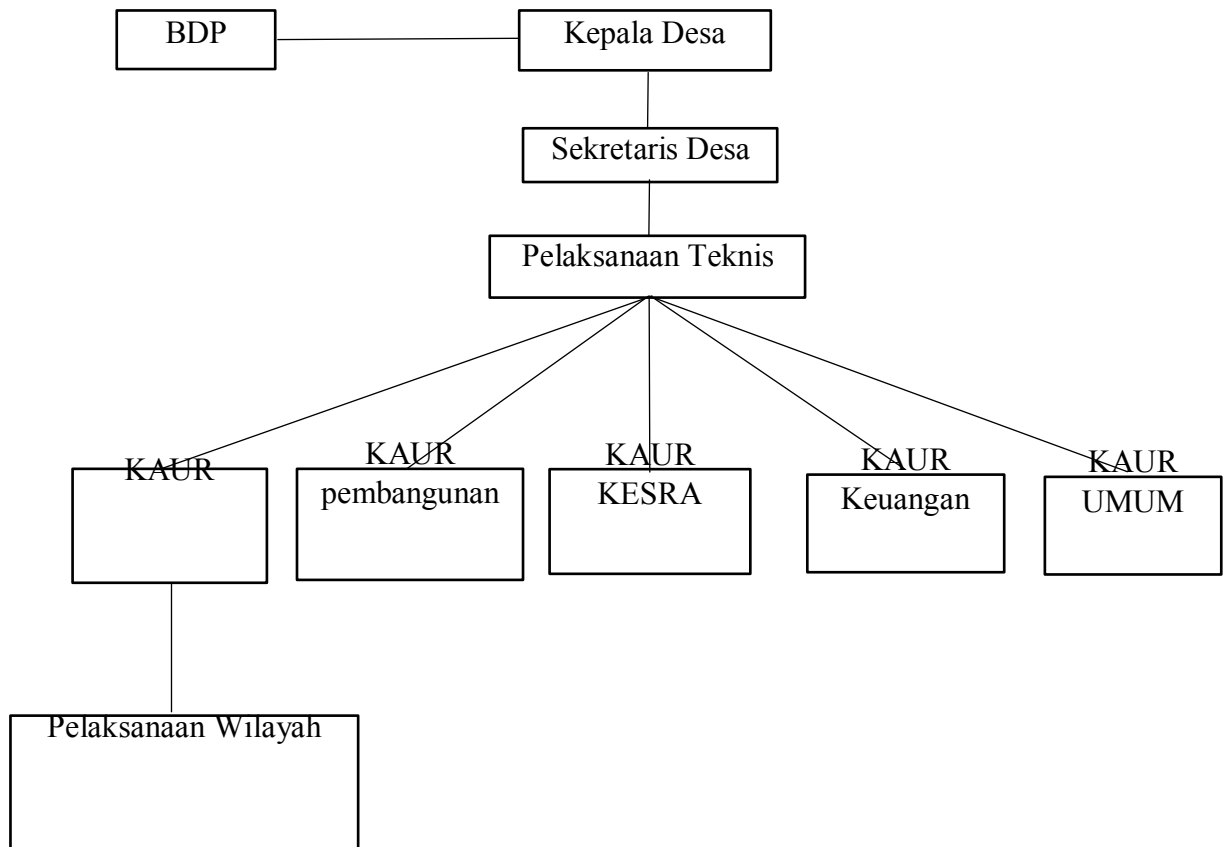 BDP
Kepala Desa
Sekretaris Desa
Pelaksanaan Teknis
KAUR
KAUR
pembangunan
KAUR
KESRA
KAUR
Keuangan
KAUR
UMUM
Pelaksanaan Wilayah